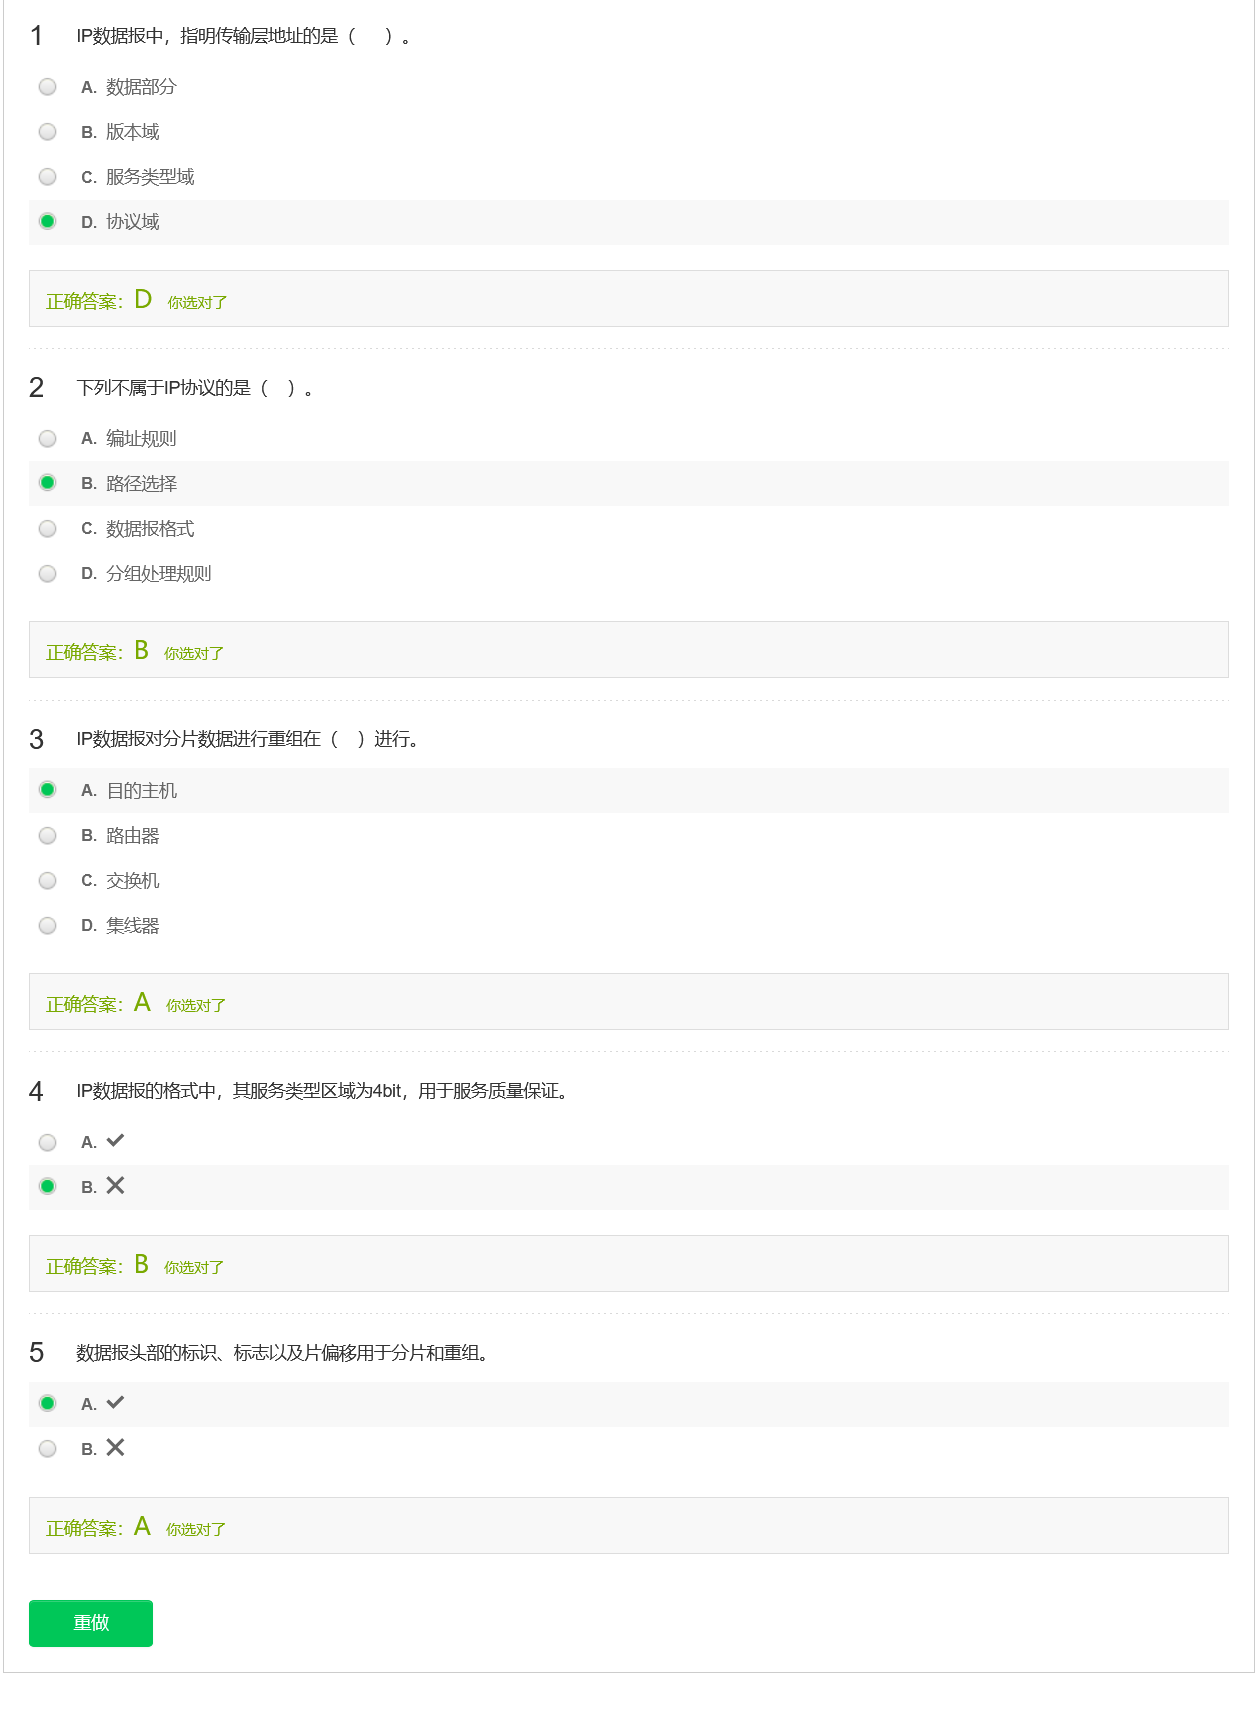 1 IP数据报中，指明传输层地址的是（ ）。
A. 数据部分
B. 版本域
C. 服务类型域
D. 协议域
正确答案：D 你选对了
2 下列不属于IP协议的是（ ）。
A. 编址规则
B. 路径选择
C. 数据报格式
D. 分组处理规则
正确答案：B 你选对了
3 IP数据报对分片数据进行重组在（ ）进行。
A. 目的主机
B. 路由器
C. 交换机
D. 集线器
正确答案：A 你选对了
4 IP数据报的格式中，其服务类型区域为4bit，用于服务质量保证。
A. ✔
B. ✕
正确答案：B 你选对了
5 数据报头部的标识、标志以及片偏移用于分片和重组。
A. ✔
B. ✕
正确答案：A 你选对了
重做